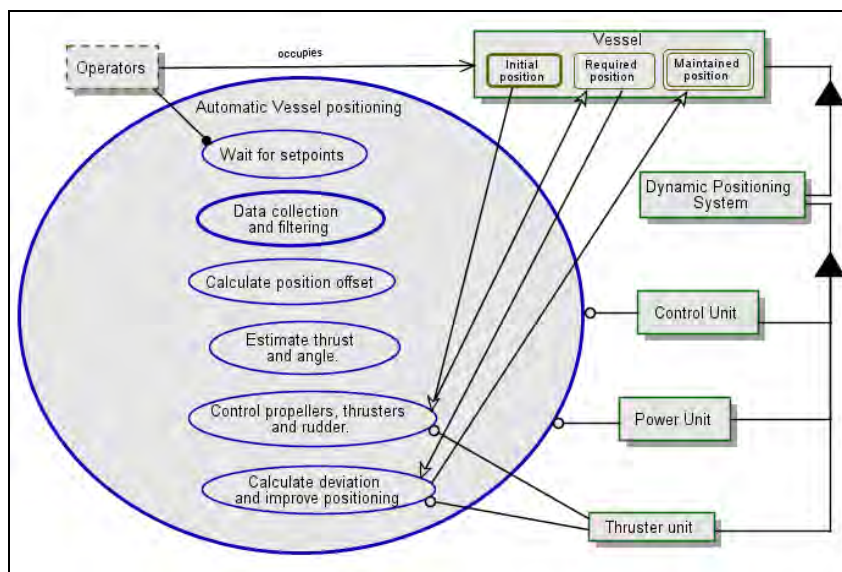 occupies
Operators
Vessel
Initial
position
Required
position
Maintained
position
Automatic Vessel positioning
Wait for setpoints
Data collection
and filtering
Calculate position offset
Estimate thrust
and angle.
Control propellers, thrusters
and rudder.
Calculate deviation
and improve positioning
Dynamic Positioning
System
Control Unit
Power Unit
Thruster unit